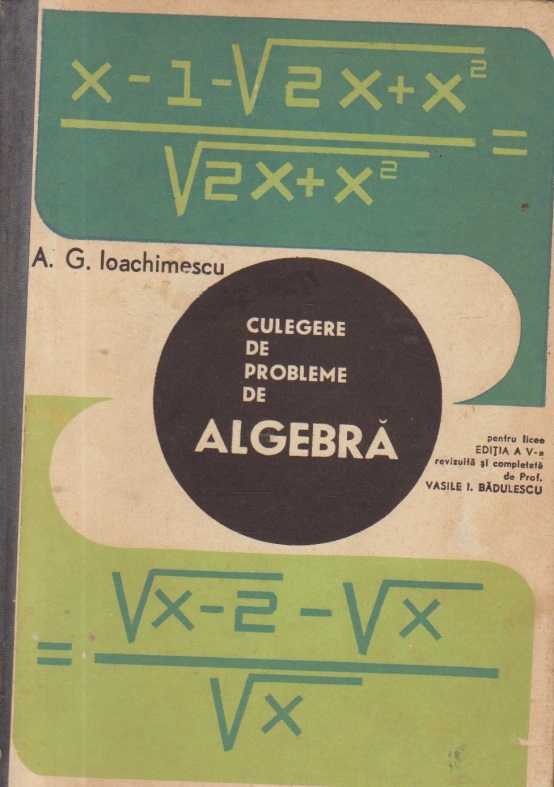 x - 1 - √2x + x²
√2x + x²
=
A. G. Ioachimescu
CULEGERE
DE
PROBLEME
DE
ALGEBRĂ
pentru licee
EDIȚIA A V-a
revizuită și completată
de Prof.
VASILE I. BĂDULESCU
=
√x-2 - √x
√x